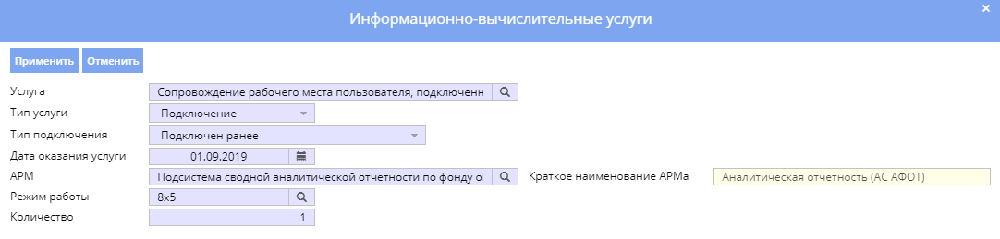 Информационно-вычислительные услуги
×
Применить Отменить
Услуга Сопровождение рабочего места пользователя, подключенн
Тип услуги Подключение
Тип подключения Подключен ранее
Дата оказания услуги 01.09.2019
АРМ Подсистема сводной аналитической отчетности по фонду о Краткое наименование АРМа Аналитическая отчетность (АС АФОТ)
Режим работы 8x5
Количество 1